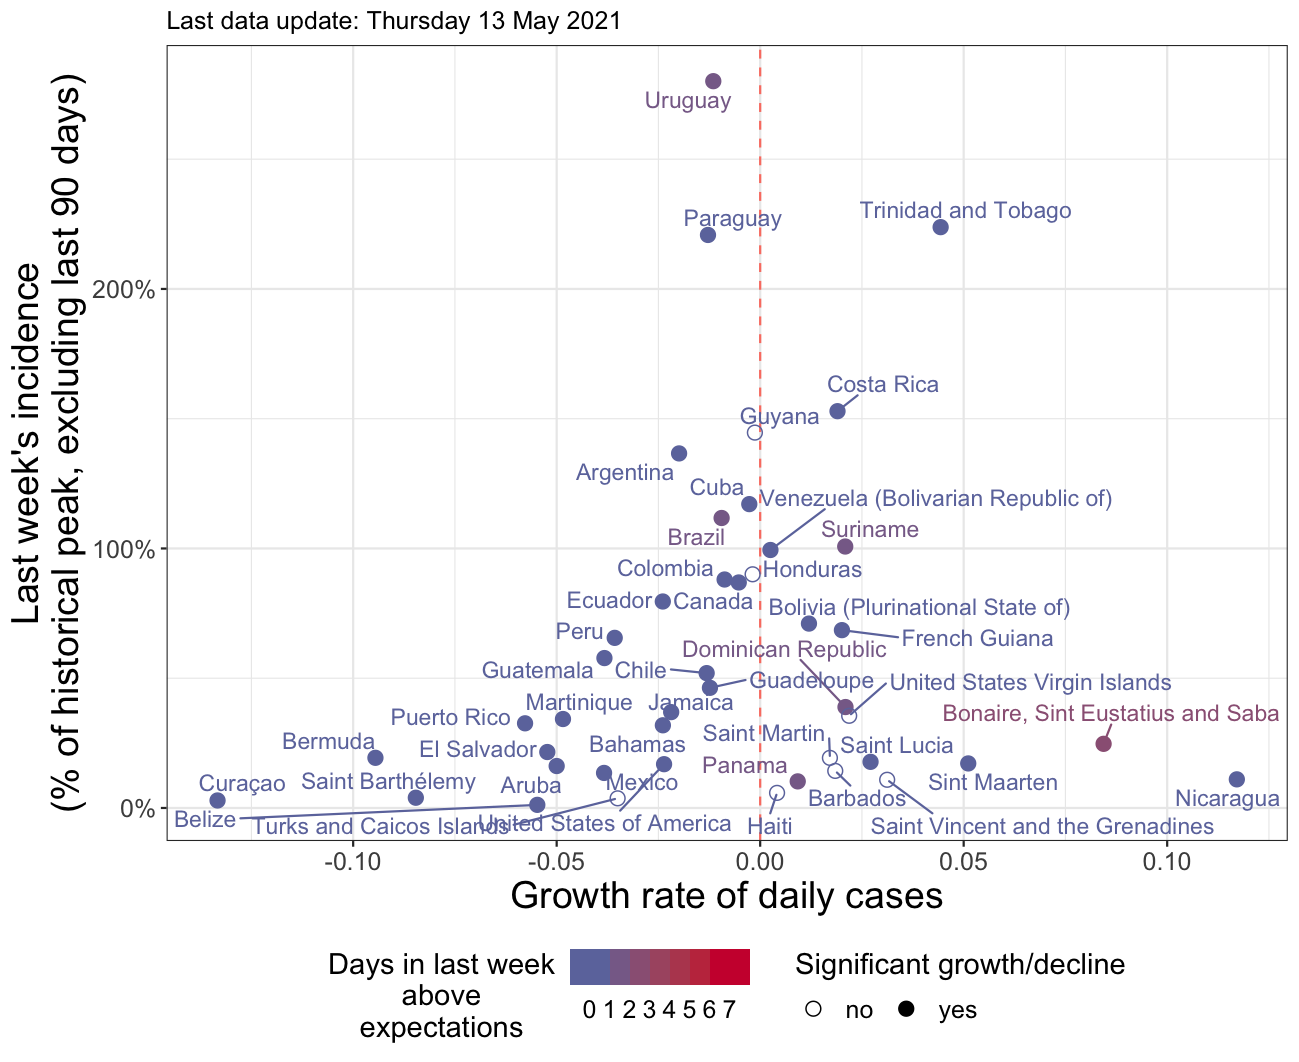 Last data update: Thursday 13 May 2021
Last week's incidence
(% of historical peak, excluding last 90 days)
200%
100%
0%
Uruguay
Paraguay
Trinidad and Tobago
Costa Rica
Guyana
Argentina
Cuba
Venezuela (Bolivarian Republic of)
Brazil
Suriname
Colombia
Honduras
Ecuador
Canada
Bolivia (Plurinational State of)
Peru
French Guiana
Dominican Republic
Guatemala
Chile
Guadeloupe
United States Virgin Islands
Martinique
Jamaica
Puerto Rico
Bonaire, Sint Eustatius and Saba
Saint Martin
Bermuda
El Salvador
Bahamas
Saint Lucia
Panama
Curaçao
Saint Barthélemy
Aruba
Mexico
Sint Maarten
Barbados
Nicaragua
Belize
Turks and Caicos Islands
United States of America
Haiti
Saint Vincent and the Grenadines
-0.10
-0.05
0.00
0.05
0.10
Growth rate of daily cases
Days in last week
above
expectations
0 1 2 3 4 5 6 7
Significant growth/decline
no
yes